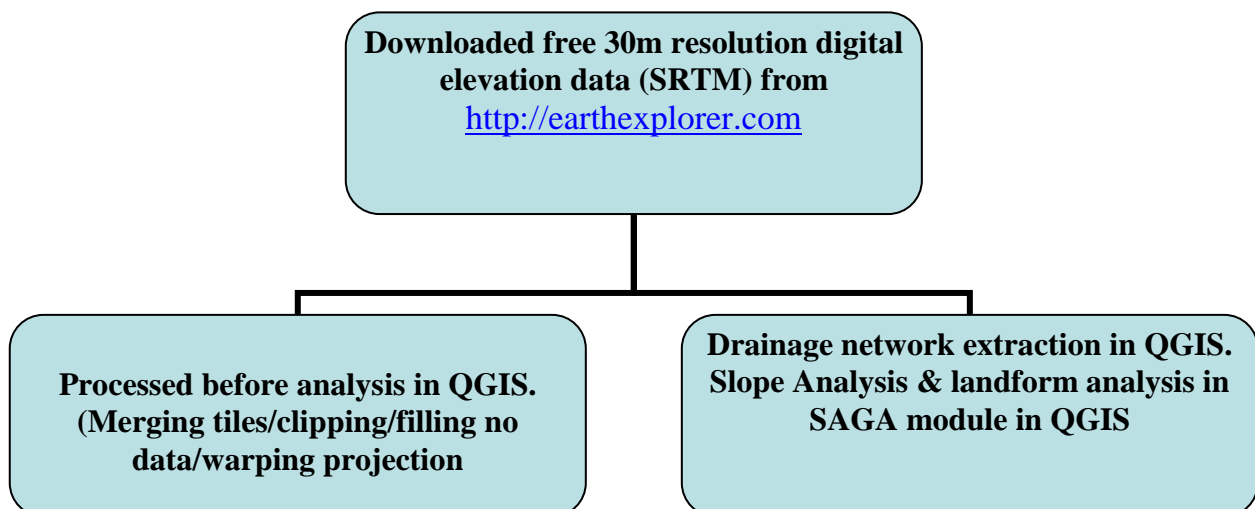 Downloaded free 30m resolution digital
elevation data (SRTM) from
http://earthexplorer.com
Processed before analysis in QGIS.
(Merging tiles/clipping/filling no
data/warping projection
Drainage network extraction in QGIS.
Slope Analysis & landform analysis in
SAGA module in QGIS